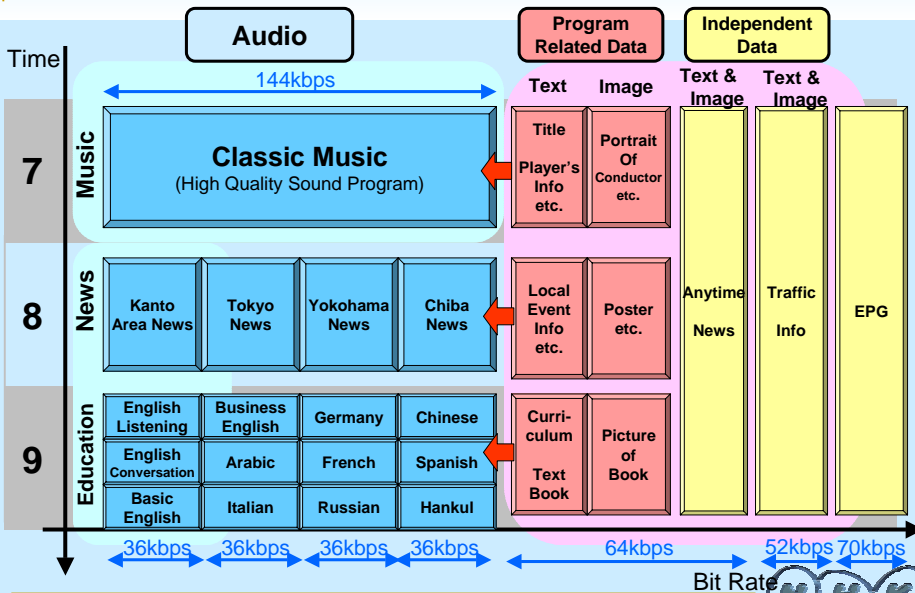 Audio
Program
Related Data
Independent
Data
Time
144kbps
Text
Image
Text &
Image
Text &
Image
7
Music
Classic Music
(High Quality Sound Program)
Title
Player's
Info
etc.
Portrait
Of
Conductor
etc.
8
News
Kanto
Area News
Tokyo
News
Yokohama
News
Chiba
News
Local
Event
Info
etc.
Poster
etc.
Anytime
News
Traffic
Info
EPG
9
Education
English
Listening
Business
English
Germany
Chinese
English
Conversation
Arabic
French
Spanish
Basic
English
Italian
Russian
Hankul
Curri-
culum
Text
Book
Picture
of
Book
36kbps
36kbps
36kbps
36kbps
64kbps
52kbps
70kbps
Bit Rate